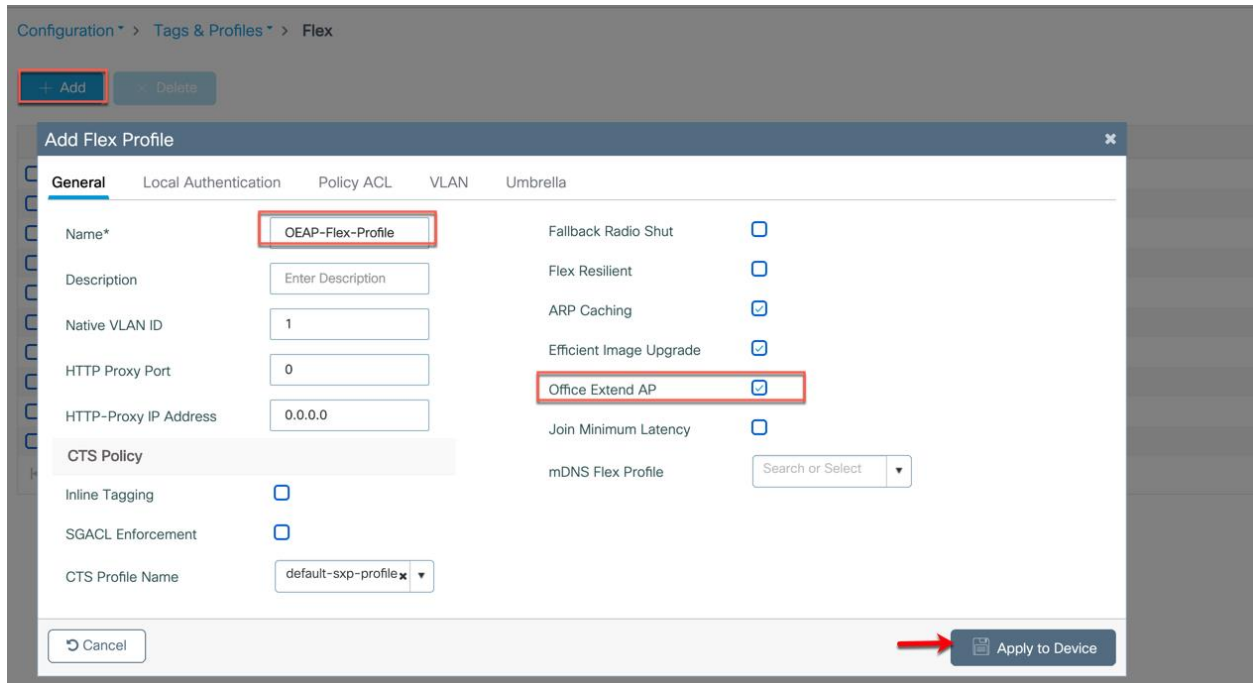 Configuration > Tags & Profiles > Flex
+ Add × Delete
Add Flex Profile
General Local Authentication Policy ACL VLAN Umbrella
Name* OEAP-Flex-Profile
Description Enter Description
Native VLAN ID 1
HTTP Proxy Port 0
HTTP-Proxy IP Address 0.0.0.0
CTS Policy
Inline Tagging
SGACL Enforcement
CTS Profile Name default-sxp-profile
Fallback Radio Shut
Flex Resilient
ARP Caching
Efficient Image Upgrade
Office Extend AP
Join Minimum Latency
mDNS Flex Profile Search or Select
Cancel Apply to Device